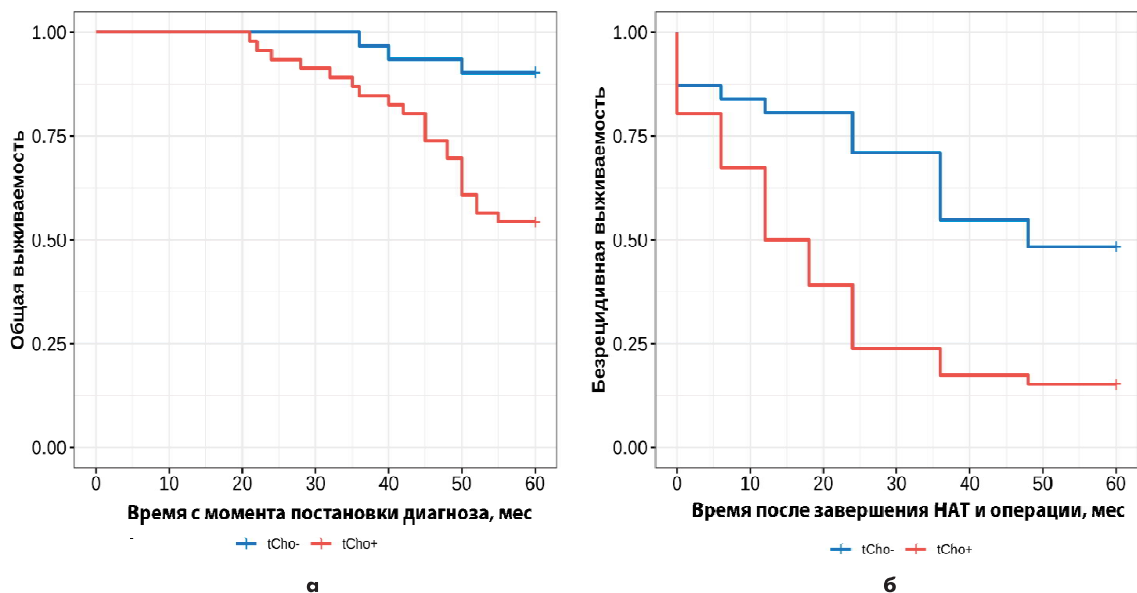 Общая выживаемость
1.00
0.75
0.50
0.25
0.00
0 10 20 30 40 50 60
Время с момента постановки диагноза, мес
tCho- tCho+
а
Безрецидивная выживаемость
1.00
0.75
0.50
0.25
0.00
0 10 20 30 40 50 60
Время после завершения НАТ и операции, мес
tCho- tCho+
б